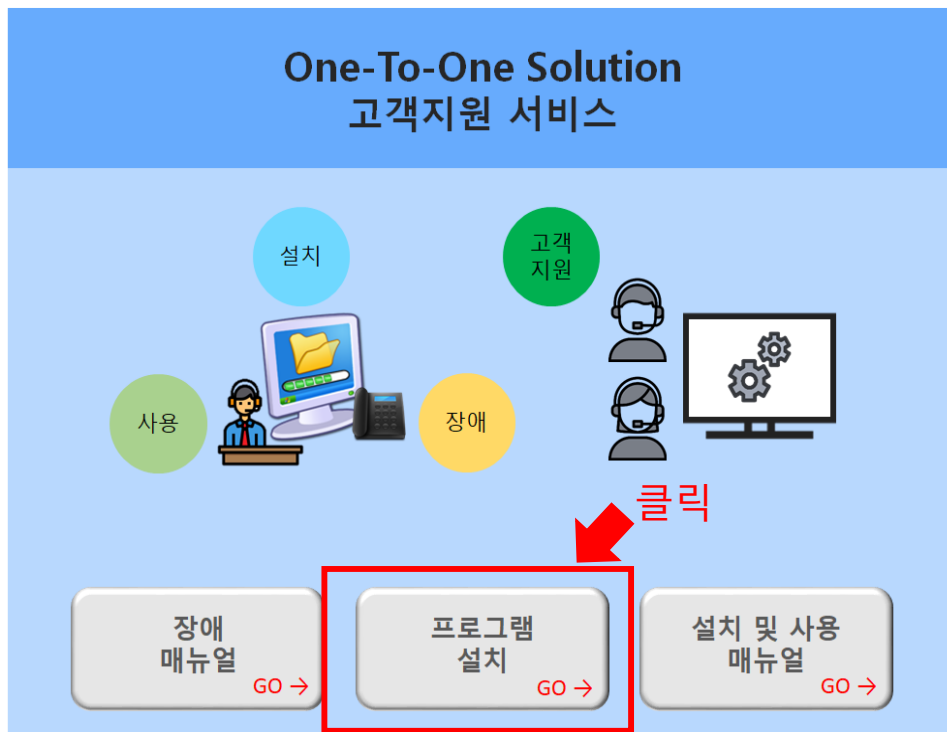 One-To-One Solution
고객지원 서비스
설치
고객
지원
사용
장애
클릭
장애
매뉴얼
GO →
프로그램
설치
GO →
설치 및 사용
매뉴얼
GO →